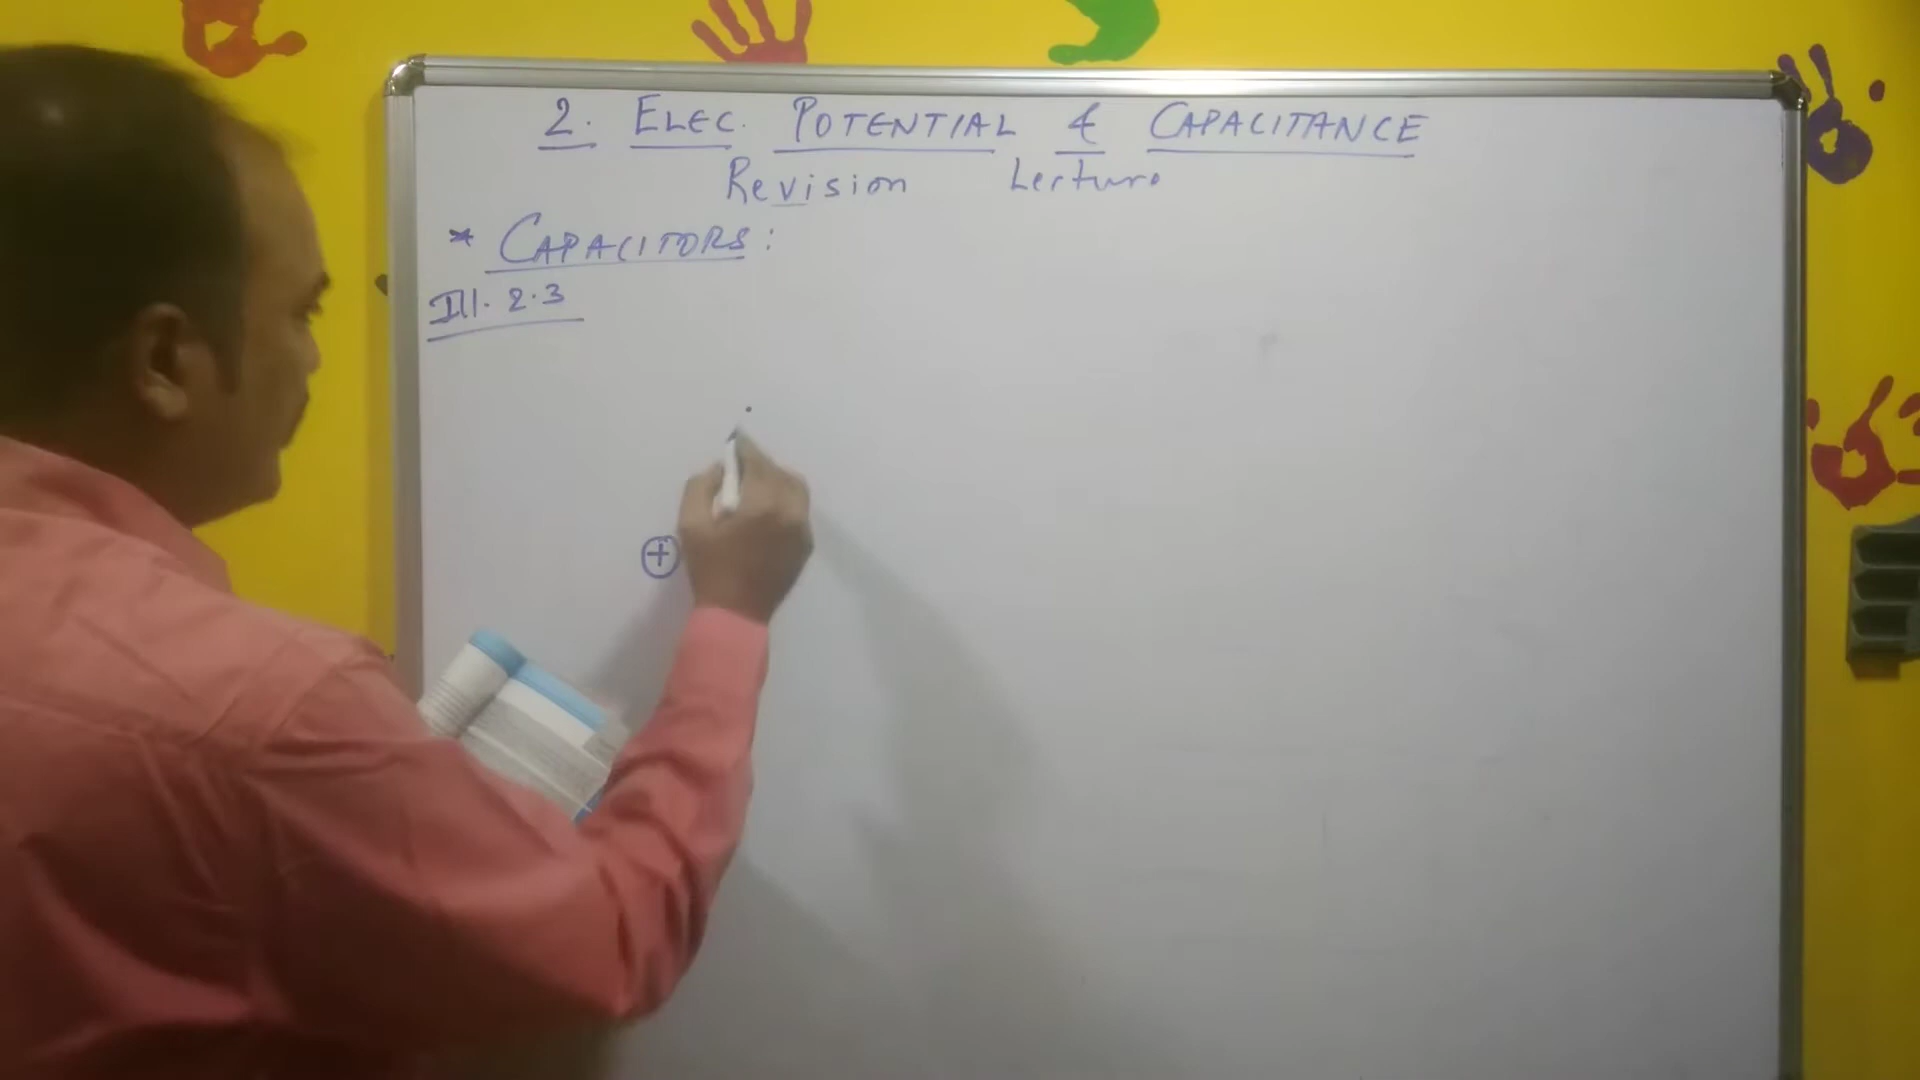 2. ELEC. POTENTIAL & CAPACITANCE
Revision Lecture
* CAPACITORS:
Ill. 2.3
+